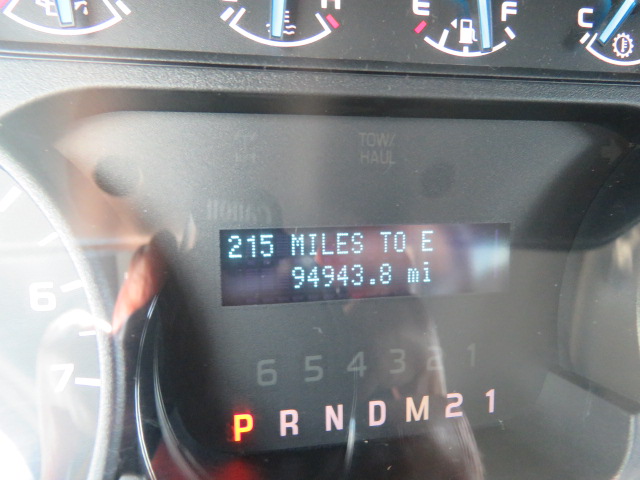 H
E F
C
TOW/
HAUL
215 MILES TO E
94943.8 mi
6
7
6 5 4 3 2 1
P R N D M 2 1